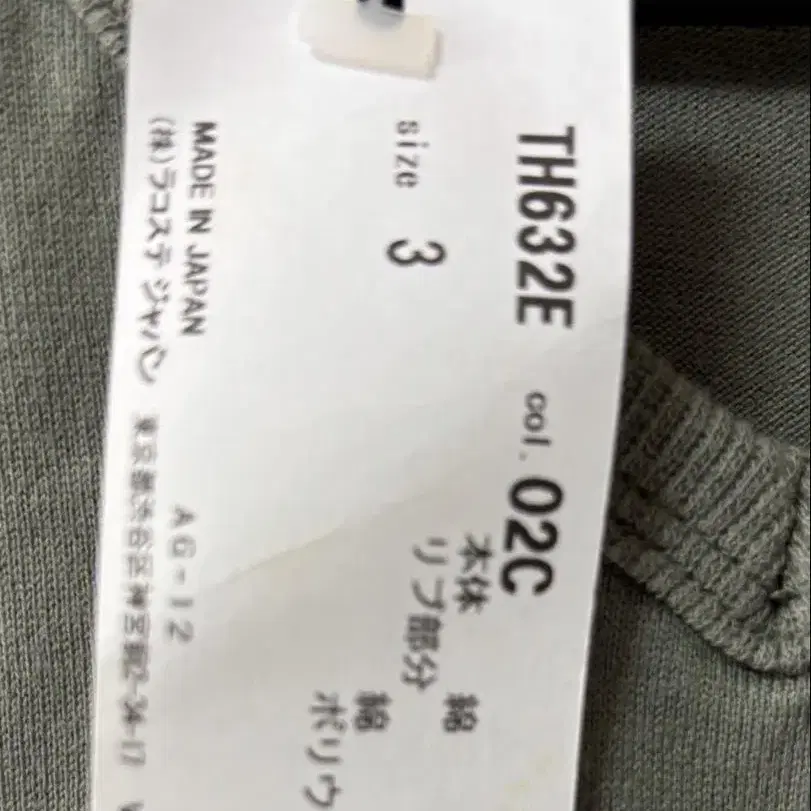 TH632E col. 02C
size 3
本体 綿
リブ部分 綿
ポリウ
AG-12
MADE IN JAPAN
(株)ラコステ ジャパン 東京都渋谷区神宮前2-34-17